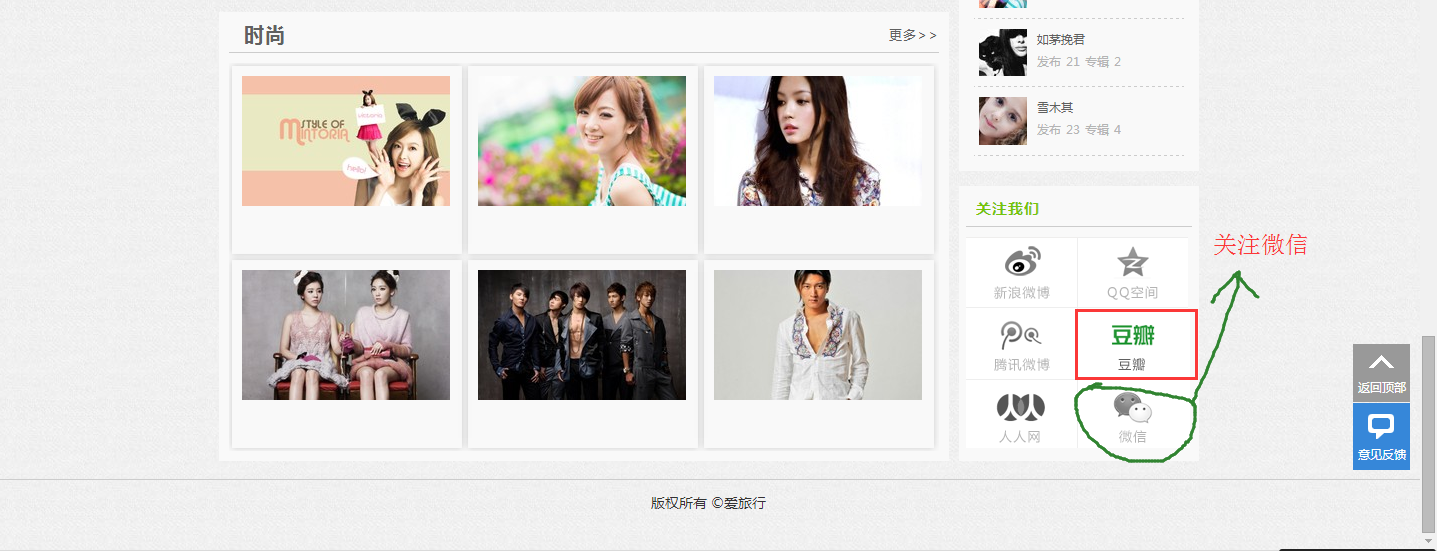 时尚
更多>>
STYLE OF
MINTORIA
hello!
如茅挽君
发布 21 专辑 2
雪木萁
发布 23 专辑 4
关注我们
新浪微博
QQ空间
腾讯微博
豆瓣
豆瓣
人人网
微信
关注微信
返回顶部
意见反馈
版权所有 ©爱旅行